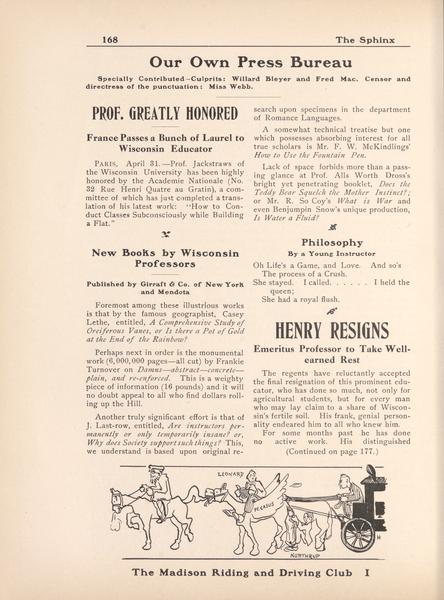 168
The Sphinx
Our Own Press Bureau
Specially Contributed–Culprits: Willard Bleyer and Fred Mac. Censor and
directress of the punctuation: Miss Webb.
PROF. GREATLY HONORED
France Passes a Bunch of Laurel to
Wisconsin Educator
PARIS, April 31.—Prof. Jackstraws of
the Wisconsin University has been highly
honored by the Academie Nationale (No.
32 Rue Henri Quatre au Gratin), a com-
mittee of which has just completed a trans-
lation of his latest work: "How to Con-
duct Classes Subconsciously while Building
a Flat."
New Books by Wisconsin
Professors
Published by Girraft & Co. of New York
and Mendota
Foremost among these illustrious works
is that by the famous geographist, Casey
Lethe, entitled, A Comprehensive Study of
Oreiferous Vanes, or Is there a Pot of Gold
at the End of the Rainbow?
Perhaps next in order is the monumental
work (6,000,000 pages—all cut) by Frankie
Turnover on Damns—abstract—concrete—
plain, and re-enforced. This is a weighty
piece of information (16 pounds) and it will
no doubt appeal to all who find dollars roll-
ing up the Hill.
Another truly significant effort is that of
J. Last-row, entitled, Are instructors per-
manently or only temporarily insane? or,
Why does Society support such things? This,
we understand is based upon original re-
search upon specimens in the department
of Romance Languages.
A somewhat technical treatise but one
which possesses absorbing interest for all
true scholars is Mr. F. W. McKindlings'
How to Use the Fountain Pen.
Lack of space forbids more than a pass-
ing glance at Prof. Alls Worth Dross's
bright yet penetrating booklet, Does the
Teddy Bear Squelch the Mother Instinct?;
or Mr. R. So Coy's What is War and
even Benjumpin Snow's unique production,
Is Water a Fluid?
Philosophy
By a Young Instructor
Oh Life's a Game, and Love. And so's
The process of a Crush.
She stayed. I called. . . . . . I held the
queen;
She had a royal flush.
HENRY RESIGNS
Emeritus Professor to Take Well-
earned Rest
The regents have reluctantly accepted
the final resignation of this prominent edu-
cator, who has done so much, not only for
agricultural students, but for every man
who may lay claim to a share of Wiscon-
sin's fertile soil. His frank, genial person-
ality endeared him to all who knew him.
For some months past he has done
no active work. His distinguished
(Continued on page 177.)
LEONARD
PEGASUS
NORTHRUP
The Madison Riding and Driving Club I